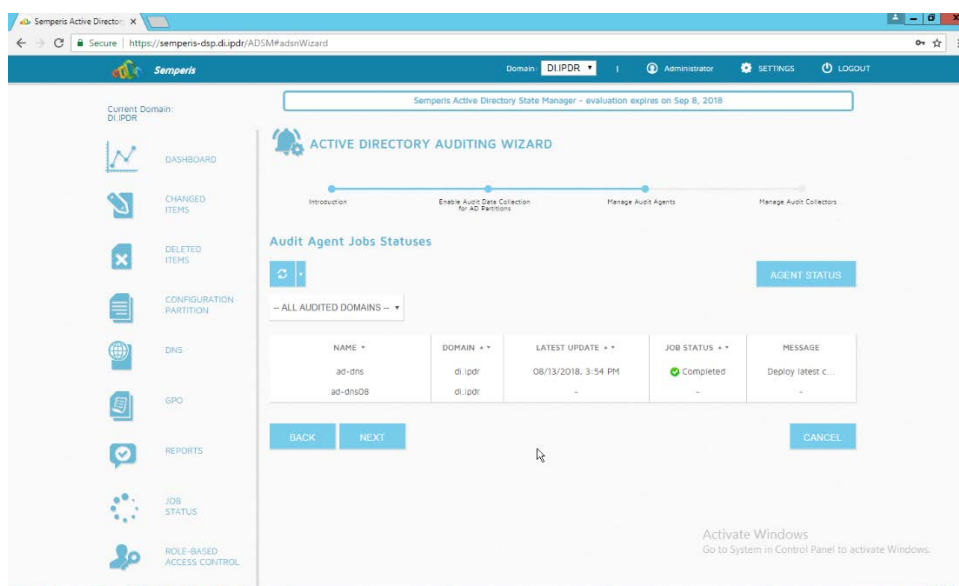 Semperis Active Director
Secure | https://semperis-dsp.di.ipdr/ADSM#adsnWizard
Semperis
Domain: DI.IPDR
Administrator
SETTINGS
LOGOUT
Current Domain:
DI.IPDR
Semperis Active Directory State Manager - evaluation expires on Sep 8, 2018
ACTIVE DIRECTORY AUDITING WIZARD
DASHBOARD
CHANGED
ITEMS
DELETED
ITEMS
CONFIGURATION
PARTITION
DNS
GPO
REPORTS
JOB
STATUS
ROLE-BASED
ACCESS CONTROL
Introduction
Enable Audit Data Collection
for AD Partitions
Manage Audit Agents
Manage Audit Collectors
Audit Agent Jobs Statuses
AGENT STATUS
-- ALL AUDITED DOMAINS --
NAME DOMAIN LATEST UPDATE JOB STATUS MESSAGE
ad-dns di.ipdr 08/13/2018, 3:54 PM Completed Deploy latest c...
ad-dns08 di.ipdr - - -
BACK NEXT CANCEL
Activate Windows
Go to System in Control Panel to activate Windows.